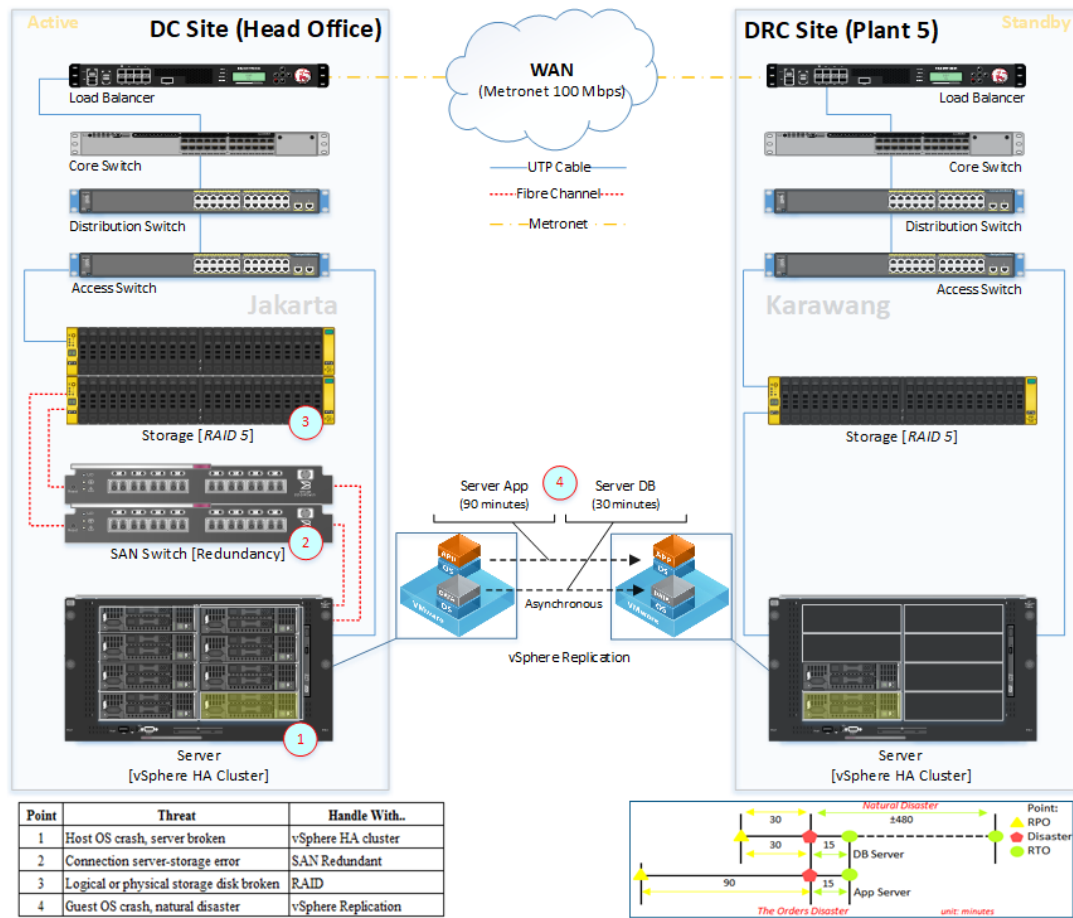 Active
DC Site (Head Office)
Load Balancer
Core Switch
Distribution Switch
Access Switch
Jakarta
3
Storage [RAID 5]
2
SAN Switch [Redundancy]
1
Server
[vSphere HA Cluster]
WAN
(Metronet 100 Mbps)
UTP Cable
Fibre Channel
Metronet
Server App
(90 minutes)
4
Server DB
(30 minutes)
APP
OS
DATA
OS
VMware
APP
OS
DATA
OS
VMware
Asynchronous
vSphere Replication
Standby
DRC Site (Plant 5)
Load Balancer
Core Switch
Distribution Switch
Access Switch
Karawang
Storage [RAID 5]
Server
[vSphere HA Cluster]
Point Threat Handle With..
1 Host OS crash, server broken vSphere HA cluster
2 Connection server-storage error SAN Redundant
3 Logical or physical storage disk broken RAID
4 Guest OS crash, natural disaster vSphere Replication
Natural Disaster
30 ±480
30 15
DB Server
90 15
App Server
The Orders Disaster
unit: minutes
Point:
RPO
Disaster
RTO